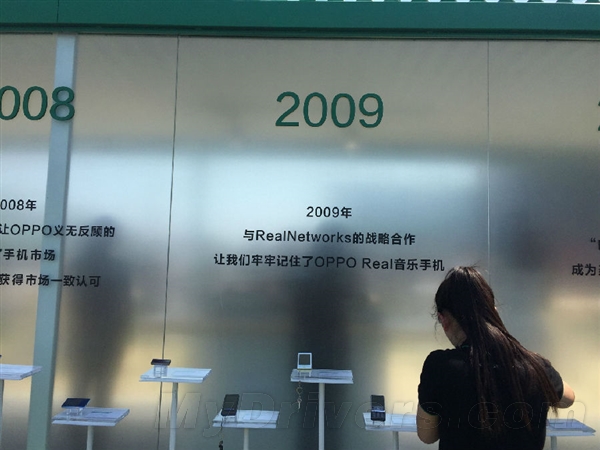 008
2009
008年
让OPPO义无反顾的
手机市场
获得市场一致认可
2009年
与RealNetworks的战略合作
让我们牢牢记住了OPPO Real音乐手机
成为
MyDrivers.com